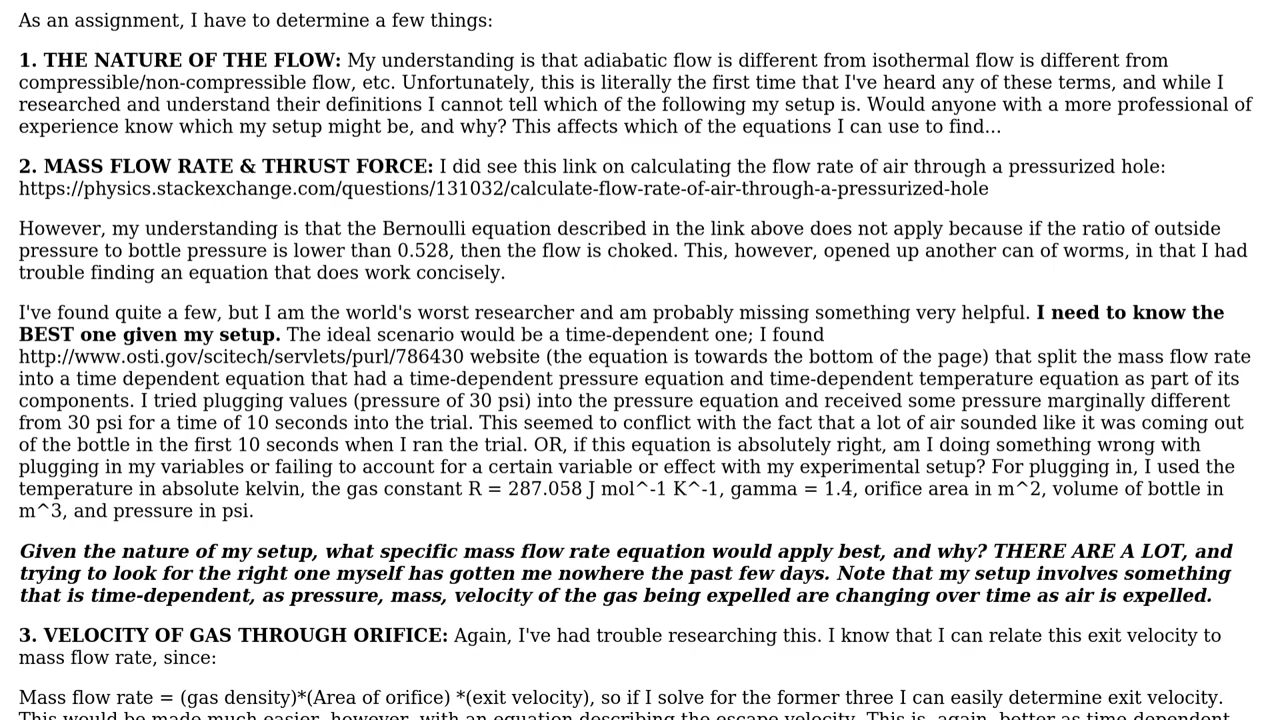 As an assignment, I have to determine a few things:
1. THE NATURE OF THE FLOW: My understanding is that adiabatic flow is different from isothermal flow is different from
compressible/non-compressible flow, etc. Unfortunately, this is literally the first time that I've heard any of these terms, and while I
researched and understand their definitions I cannot tell which of the following my setup is. Would anyone with a more professional of
experience know which my setup might be, and why? This affects which of the equations I can use to find...
2. MASS FLOW RATE & THRUST FORCE: I did see this link on calculating the flow rate of air through a pressurized hole:
https://physics.stackexchange.com/questions/131032/calculate-flow-rate-of-air-through-a-pressurized-hole
However, my understanding is that the Bernoulli equation described in the link above does not apply because if the ratio of outside
pressure to bottle pressure is lower than 0.528, then the flow is choked. This, however, opened up another can of worms, in that I had
trouble finding an equation that does work concisely.
I've found quite a few, but I am the world's worst researcher and am probably missing something very helpful. I need to know the
BEST one given my setup. The ideal scenario would be a time-dependent one; I found
http://www.osti.gov/scitech/servlets/purl/786430 website (the equation is towards the bottom of the page) that split the mass flow rate
into a time dependent equation that had a time-dependent pressure equation and time-dependent temperature equation as part of its
components. I tried plugging values (pressure of 30 psi) into the pressure equation and received some pressure marginally different
from 30 psi for a time of 10 seconds into the trial. This seemed to conflict with the fact that a lot of air sounded like it was coming out
of the bottle in the first 10 seconds when I ran the trial. OR, if this equation is absolutely right, am I doing something wrong with
plugging in my variables or failing to account for a certain variable or effect with my experimental setup? For plugging in, I used the
temperature in absolute kelvin, the gas constant R = 287.058 J mol^-1 K^-1, gamma = 1.4, orifice area in m^2, volume of bottle in
m^3, and pressure in psi.
Given the nature of my setup, what specific mass flow rate equation would apply best, and why? THERE ARE A LOT, and
trying to look for the right one myself has gotten me nowhere the past few days. Note that my setup involves something
that is time-dependent, as pressure, mass, velocity of the gas being expelled are changing over time as air is expelled.
3. VELOCITY OF GAS THROUGH ORIFICE: Again, I've had trouble researching this. I know that I can relate this exit velocity to
mass flow rate, since:
Mass flow rate = (gas density)*(Area of orifice) *(exit velocity), so if I solve for the former three I can easily determine exit velocity.
This would be made much easier, however, with an equation describing the escape velocity. This is, again, better as time dependent